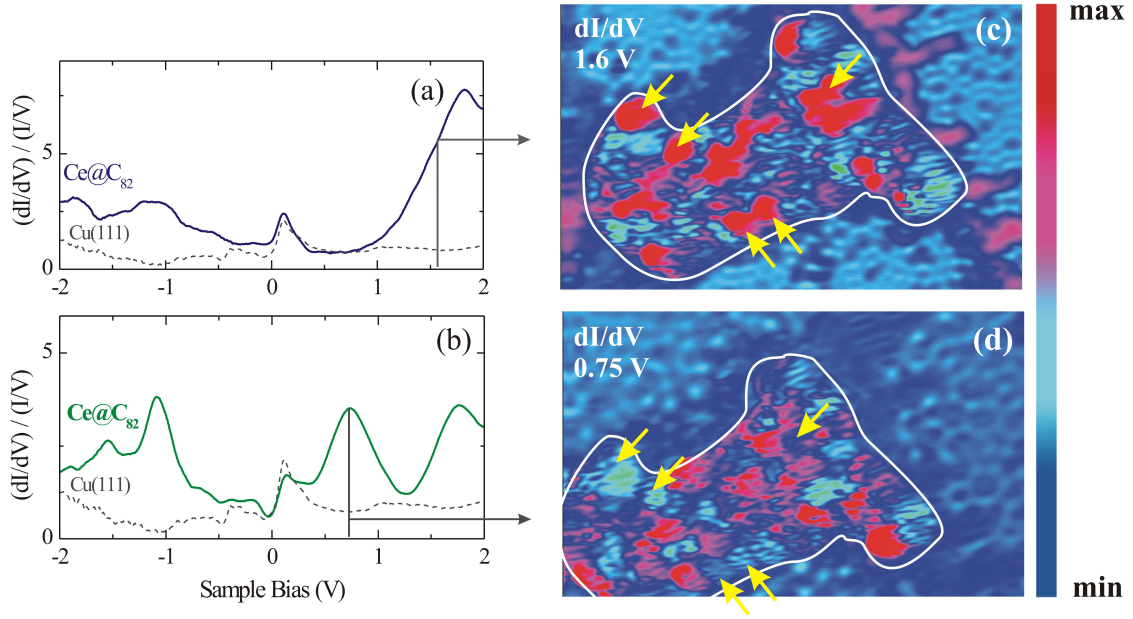 (a)
(dI/dV) / (I/V)
5
0
Ce@C82
Cu(111)
-2 -1 0 1 2
(b)
(dI/dV) / (I/V)
5
0
Ce@C82
Cu(111)
-2 -1 0 1 2
Sample Bias (V)
dI/dV
1.6 V
(c)
dI/dV
0.75 V
(d)
max
min